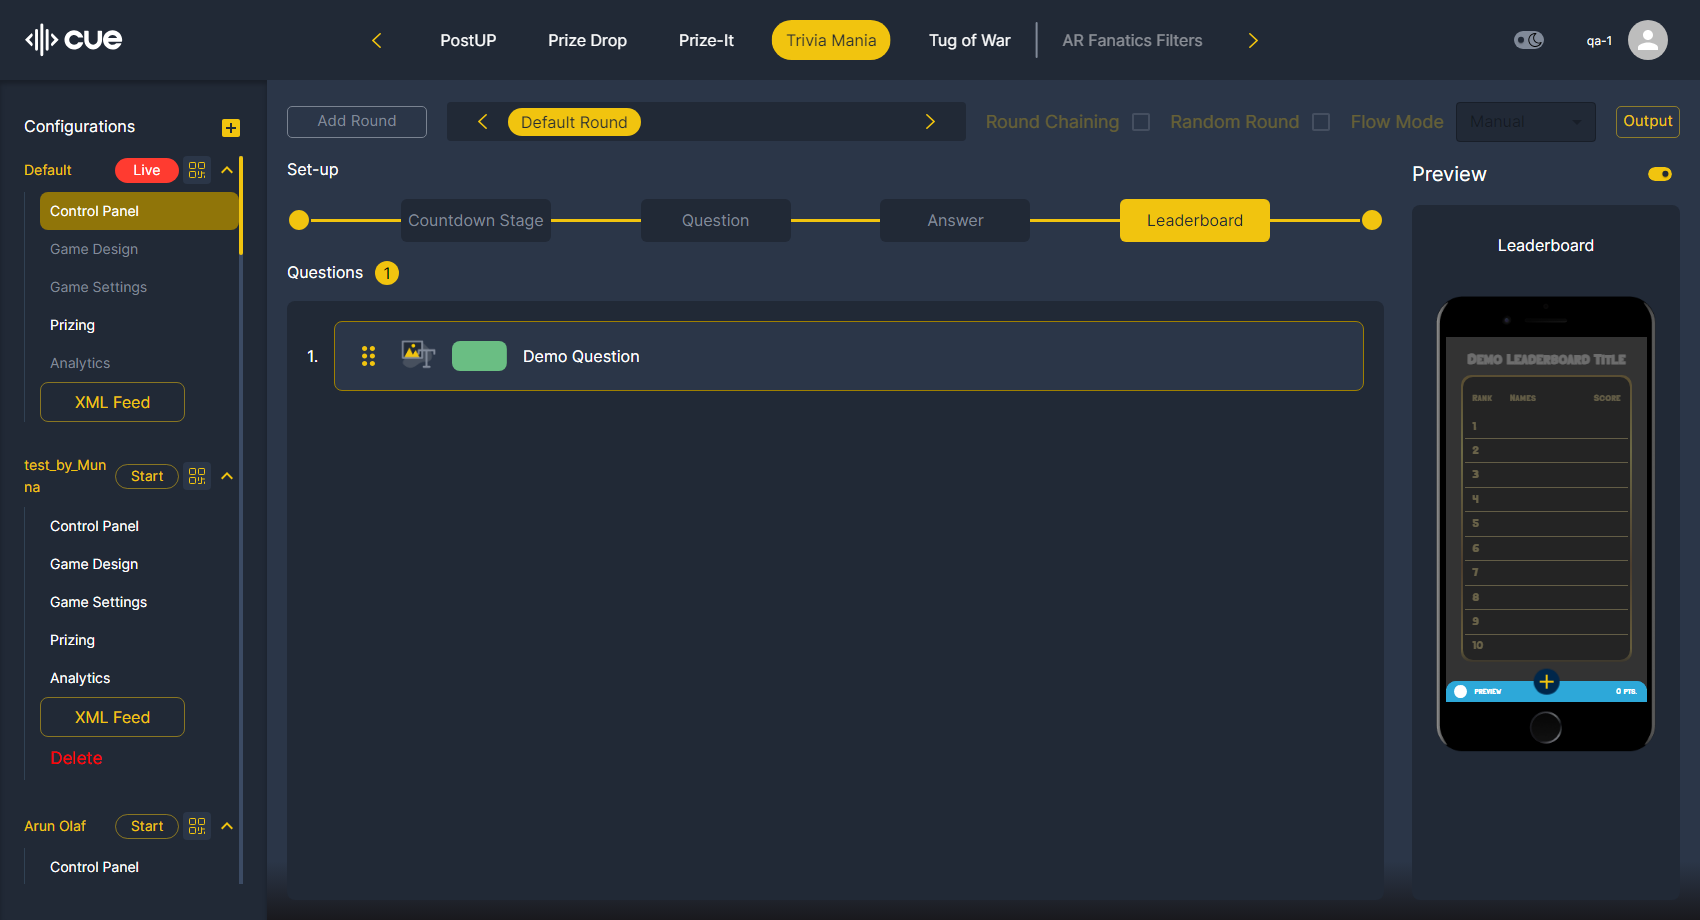 cue
PostUP
Prize Drop
Prize-It
Trivia Mania
Tug of War
AR Fanatics Filters
qa-1
Configurations
Default
Live
Control Panel
Game Design
Game Settings
Prizing
Analytics
XML Feed
test_by_Mun
na
Start
Control Panel
Game Design
Game Settings
Prizing
Analytics
XML Feed
Delete
Arun Olaf
Start
Control Panel
Add Round
Default Round
Round Chaining
Random Round
Flow Mode
Manual
Output
Set-up
Countdown Stage
Question
Answer
Leaderboard
Questions 1
1. Demo Question
Preview
Leaderboard
Demo Leaderboard Title
Rank Names Score
1
2
3
4
5
6
7
8
9
10
PREVIEW 0 PTS.